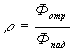 ρ = Φотр / Φпад